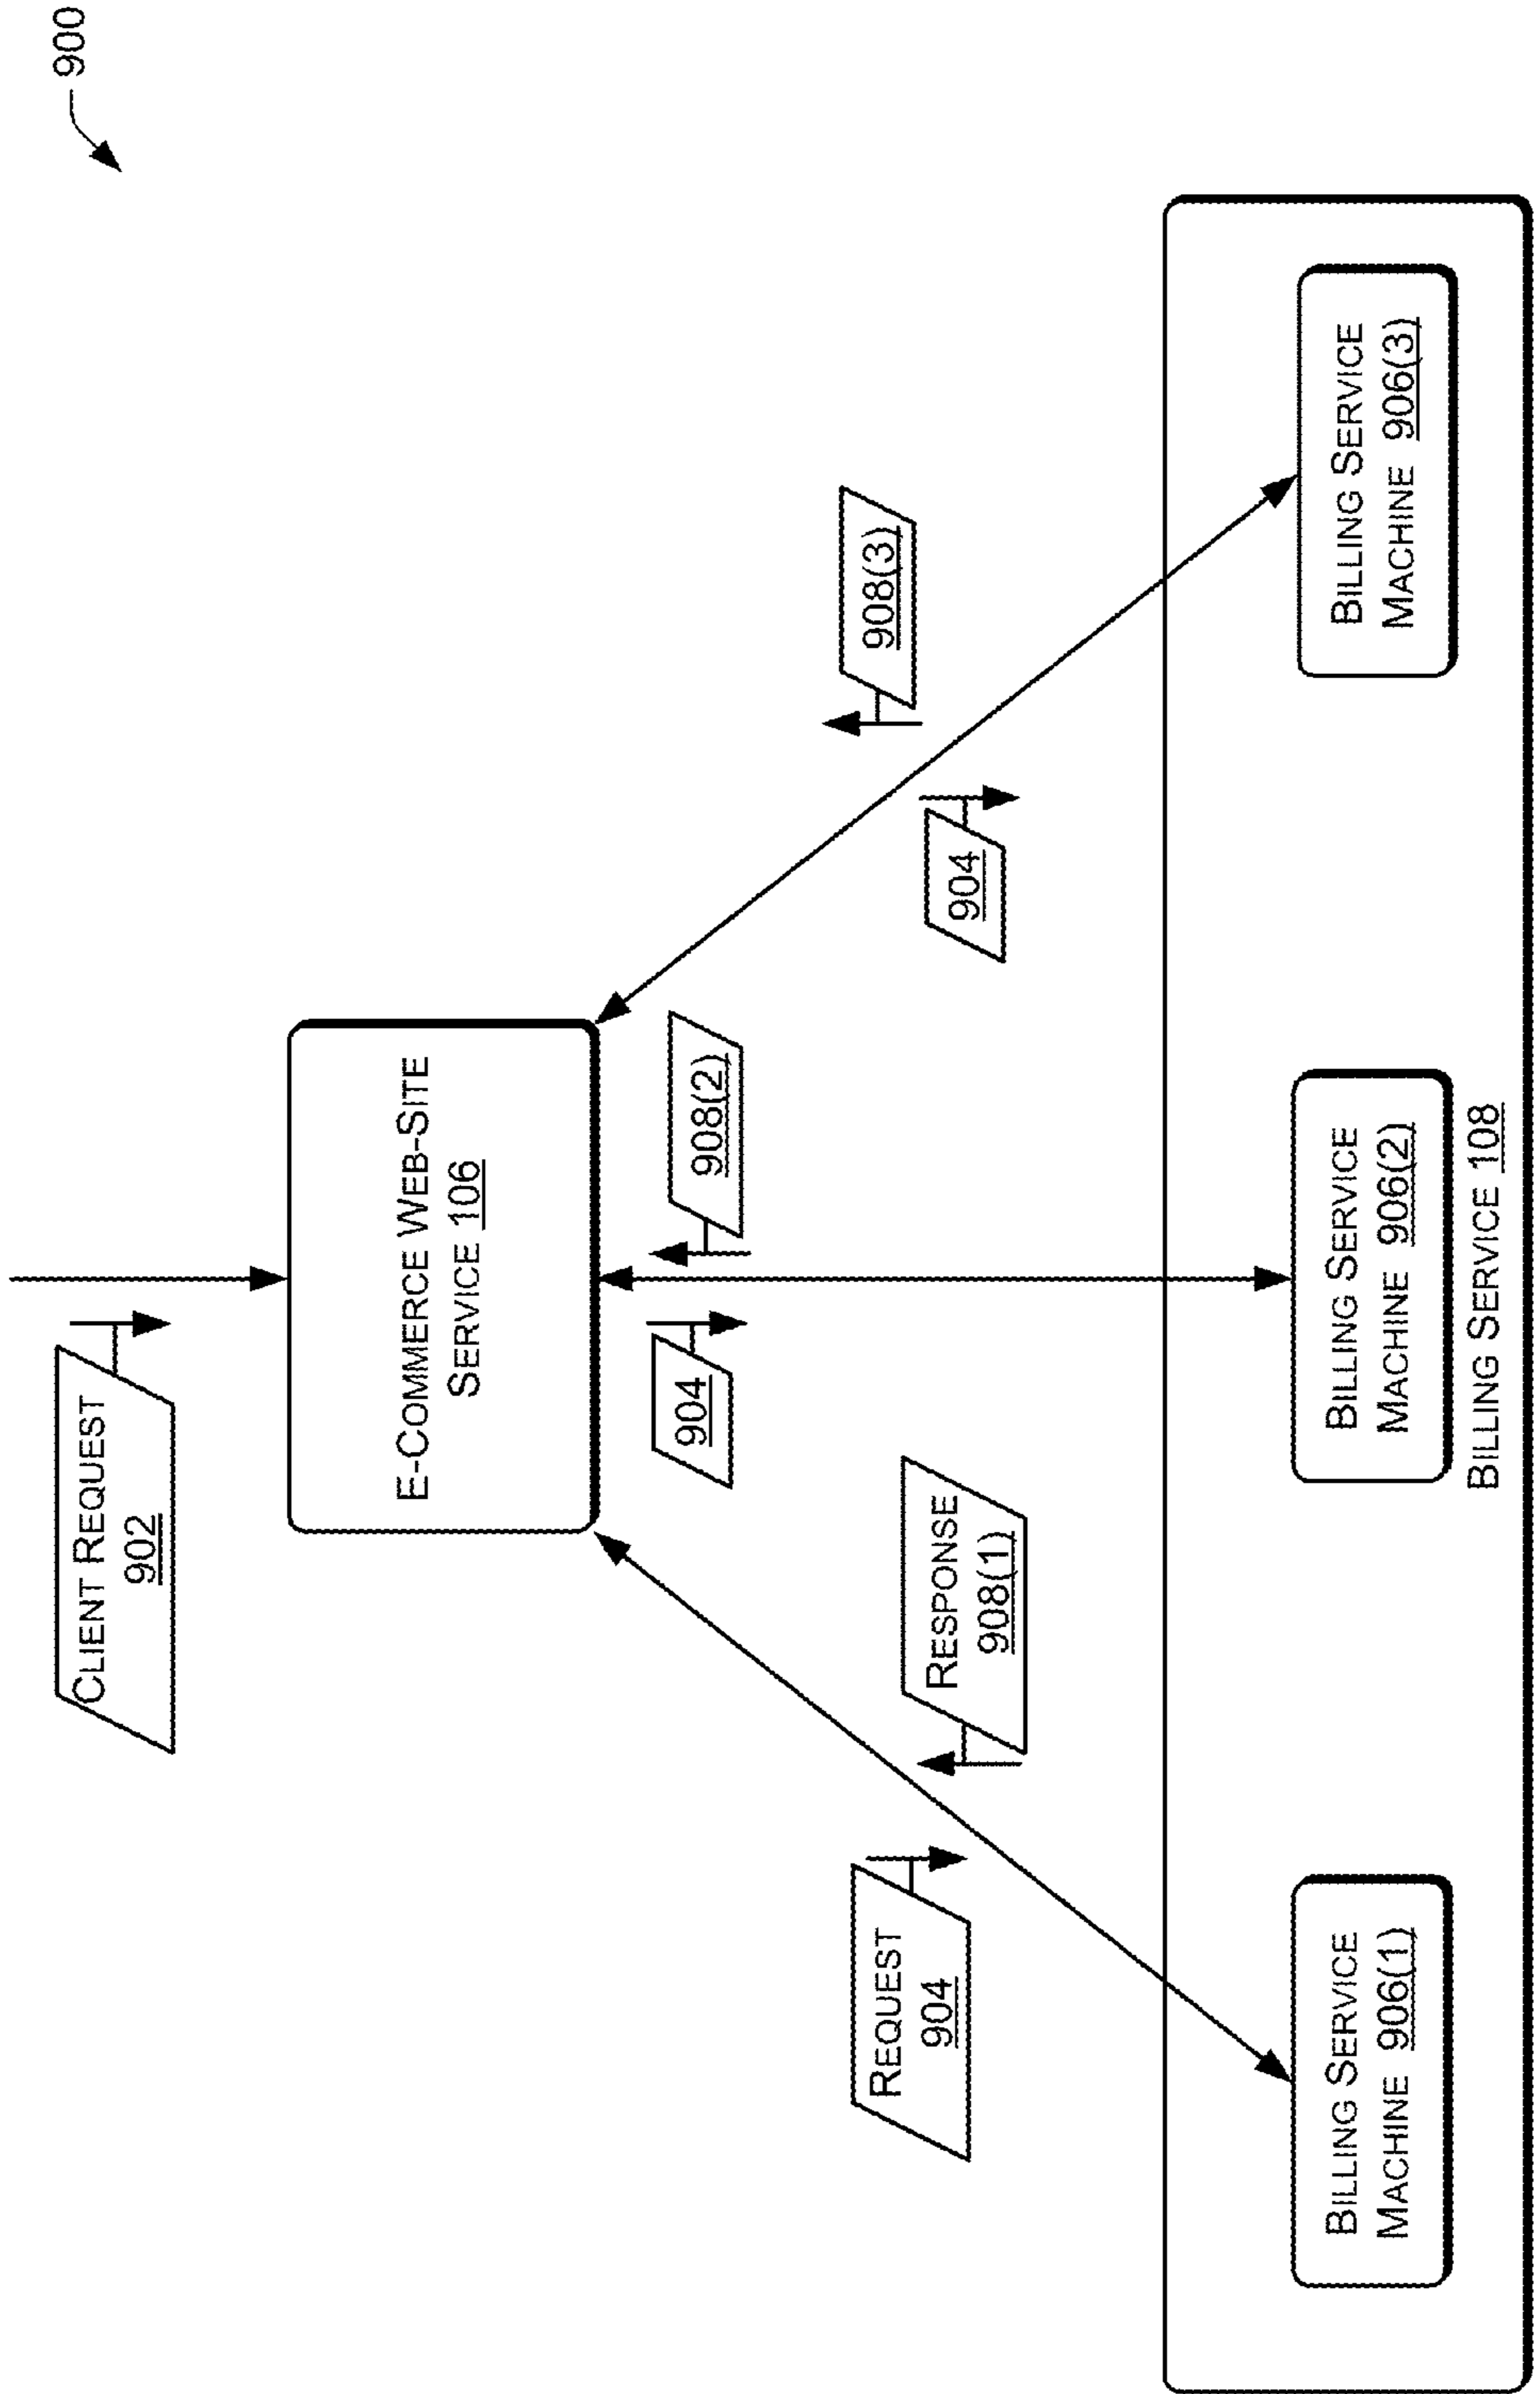 900
CLIENT REQUEST
902
E-COMMERCE WEB-SITE
SERVICE 106
904
908(2)
REQUEST
904
RESPONSE
908(1)
904
908(3)
BILLING SERVICE
MACHINE 906(1)
BILLING SERVICE
MACHINE 906(2)
BILLING SERVICE
MACHINE 906(3)
BILLING SERVICE 108